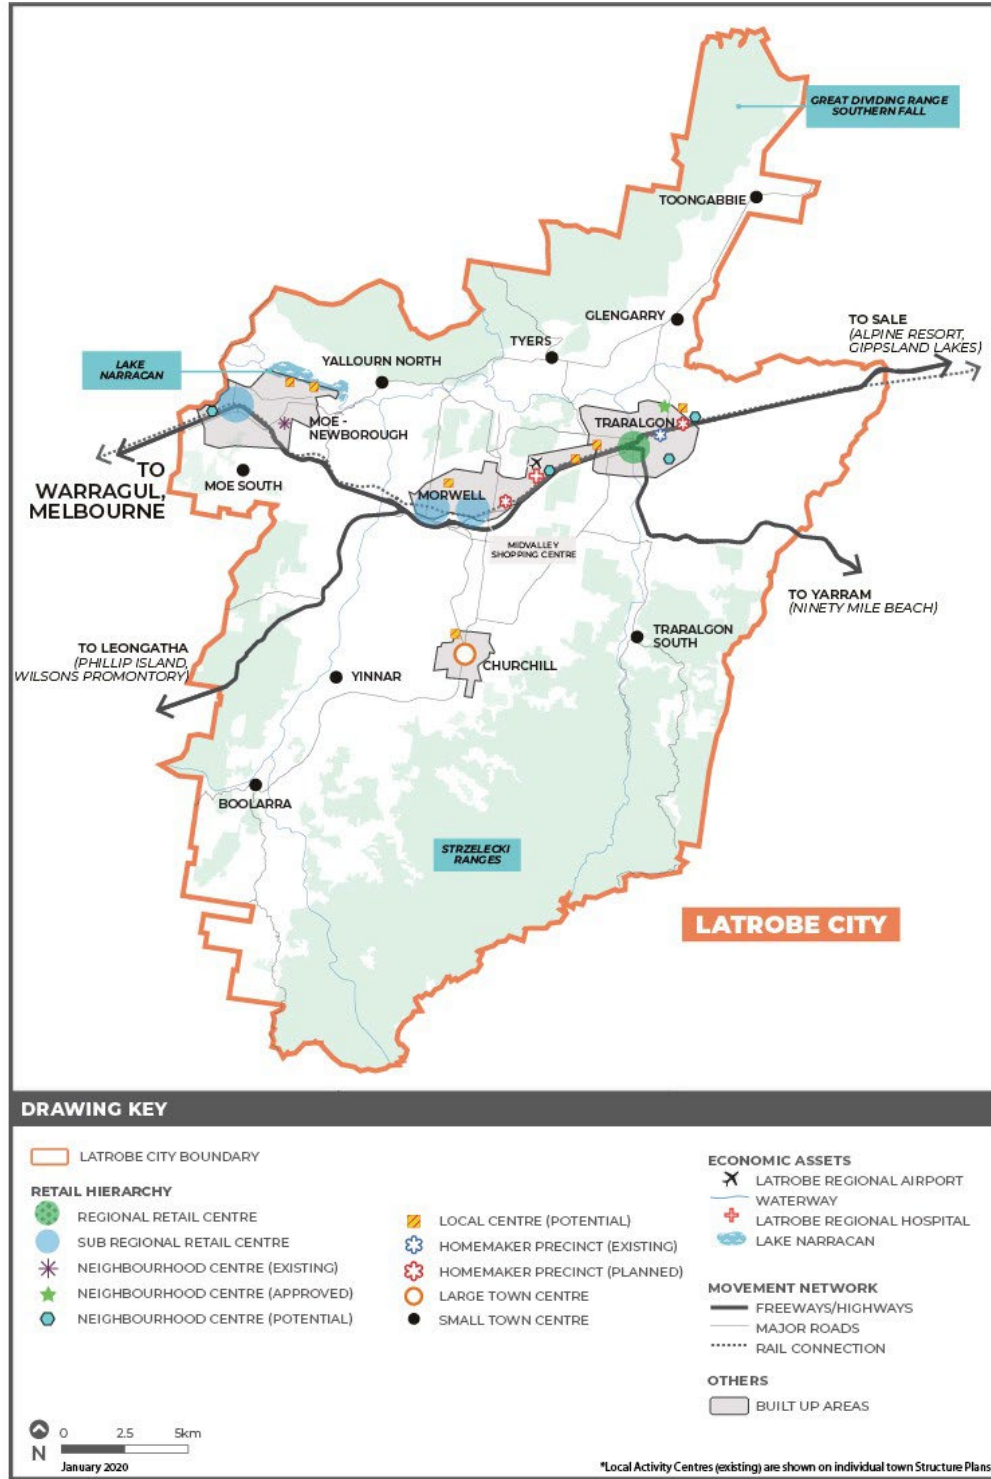 GREAT DIVIDING RANGE
SOUTHERN FALL
TOONGABBIE
GLENGARRY
TO SALE
(ALPINE RESORT,
GIPPSLAND LAKES)
TYERS
YALLOURN NORTH
LAKE
NARRACAN
TRARALGON
MOE -
NEWBOROUGH
TO
WARRAGUL,
MELBOURNE
MOE SOUTH
MORWELL
MIDVALLEY
SHOPPING CENTRE
TO YARRAM
(NINETY MILE BEACH)
TRARALGON
SOUTH
TO LEONGATHA
(PHILLIP ISLAND,
WILSONS PROMONTORY)
YINNAR
CHURCHILL
BOOLARRA
STRZELECKI
RANGES
LATROBE CITY
DRAWING KEY
LATROBE CITY BOUNDARY
RETAIL HIERARCHY
REGIONAL RETAIL CENTRE
SUB REGIONAL RETAIL CENTRE
NEIGHBOURHOOD CENTRE (EXISTING)
NEIGHBOURHOOD CENTRE (APPROVED)
NEIGHBOURHOOD CENTRE (POTENTIAL)
LOCAL CENTRE (POTENTIAL)
HOMEMAKER PRECINCT (EXISTING)
HOMEMAKER PRECINCT (PLANNED)
LARGE TOWN CENTRE
SMALL TOWN CENTRE
ECONOMIC ASSETS
LATROBE REGIONAL AIRPORT
WATERWAY
LATROBE REGIONAL HOSPITAL
LAKE NARRACAN
MOVEMENT NETWORK
FREEWAYS/HIGHWAYS
MAJOR ROADS
RAIL CONNECTION
OTHERS
BUILT UP AREAS
N
0 2.5 5km
January 2020
*Local Activity Centres (existing) are shown on individual town Structure Plans